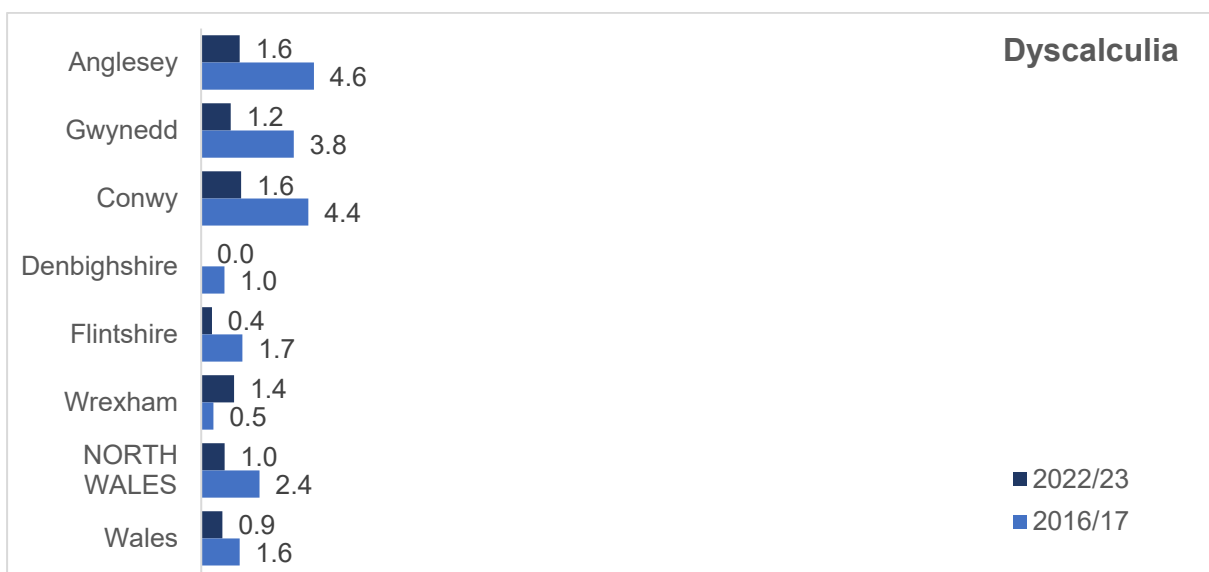 Dyscalculia
Anglesey
1.6
4.6
Gwynedd
1.2
3.8
Conwy
1.6
4.4
Denbighshire
0.0
1.0
Flintshire
0.4
1.7
Wrexham
1.4
0.5
NORTH
WALES
1.0
2.4
Wales
0.9
1.6
2022/23
2016/17